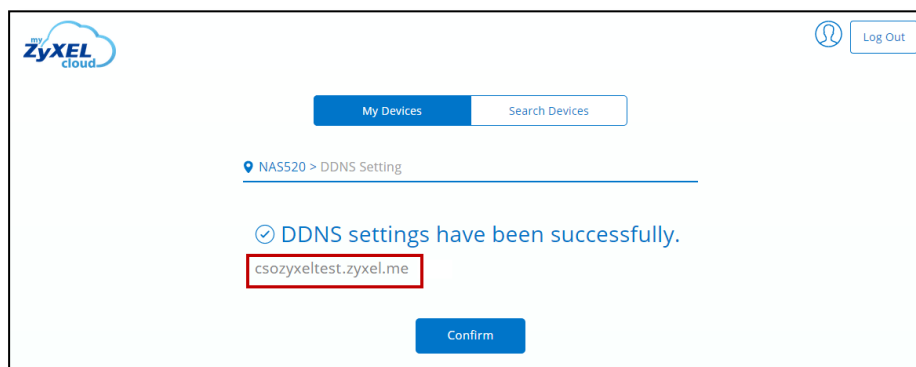 my
ZyXEL
cloud
Log Out
My Devices
Search Devices
NAS520 > DDNS Setting
DDNS settings have been successfully.
csozyxeltest.zyxel.me
Confirm